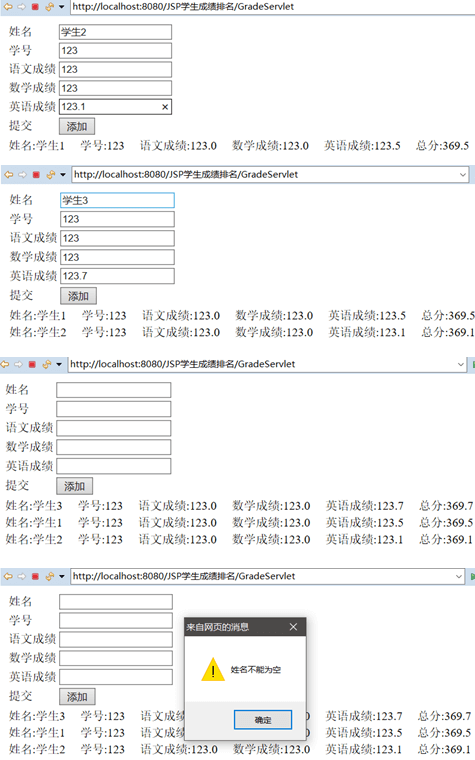 http://localhost:8080/JSP学生成绩排名/GradeServlet
姓名 学生2
学号 123
语文成绩 123
数学成绩 123
英语成绩 123.1 ×
提交 添加
姓名:学生1 学号:123 语文成绩:123.0 数学成绩:123.0 英语成绩:123.5 总分:369.5
http://localhost:8080/JSP学生成绩排名/GradeServlet
姓名 学生3
学号 123
语文成绩 123
数学成绩 123
英语成绩 123.7
提交 添加
姓名:学生1 学号:123 语文成绩:123.0 数学成绩:123.0 英语成绩:123.5 总分:369.5
姓名:学生2 学号:123 语文成绩:123.0 数学成绩:123.0 英语成绩:123.1 总分:369.1
http://localhost:8080/JSP学生成绩排名/GradeServlet
姓名
学号
语文成绩
数学成绩
英语成绩
提交 添加
姓名:学生3 学号:123 语文成绩:123.0 数学成绩:123.0 英语成绩:123.7 总分:369.7
姓名:学生1 学号:123 语文成绩:123.0 数学成绩:123.0 英语成绩:123.5 总分:369.5
姓名:学生2 学号:123 语文成绩:123.0 数学成绩:123.0 英语成绩:123.1 总分:369.1
http://localhost:8080/JSP学生成绩排名/GradeServlet
姓名
学号
语文成绩
数学成绩
英语成绩
提交 添加
来自网页的消息
姓名不能为空
确定
姓名:学生3 学号:123 语文成绩:123 0 英语成绩:123.7 总分:369.7
姓名:学生1 学号:123 语文成绩:123 0 英语成绩:123.5 总分:369.5
姓名:学生2 学号:123 语文成绩:123.0 数学成绩:123.0 英语成绩:123.1 总分:369.1